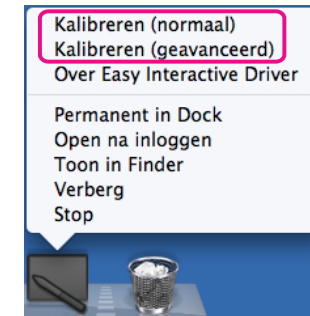 Kalibreren (normaal)
Kalibreren (geavanceerd)
Over Easy Interactive Driver
Permanent in Dock
Open na inloggen
Toon in Finder
Verberg
Stop